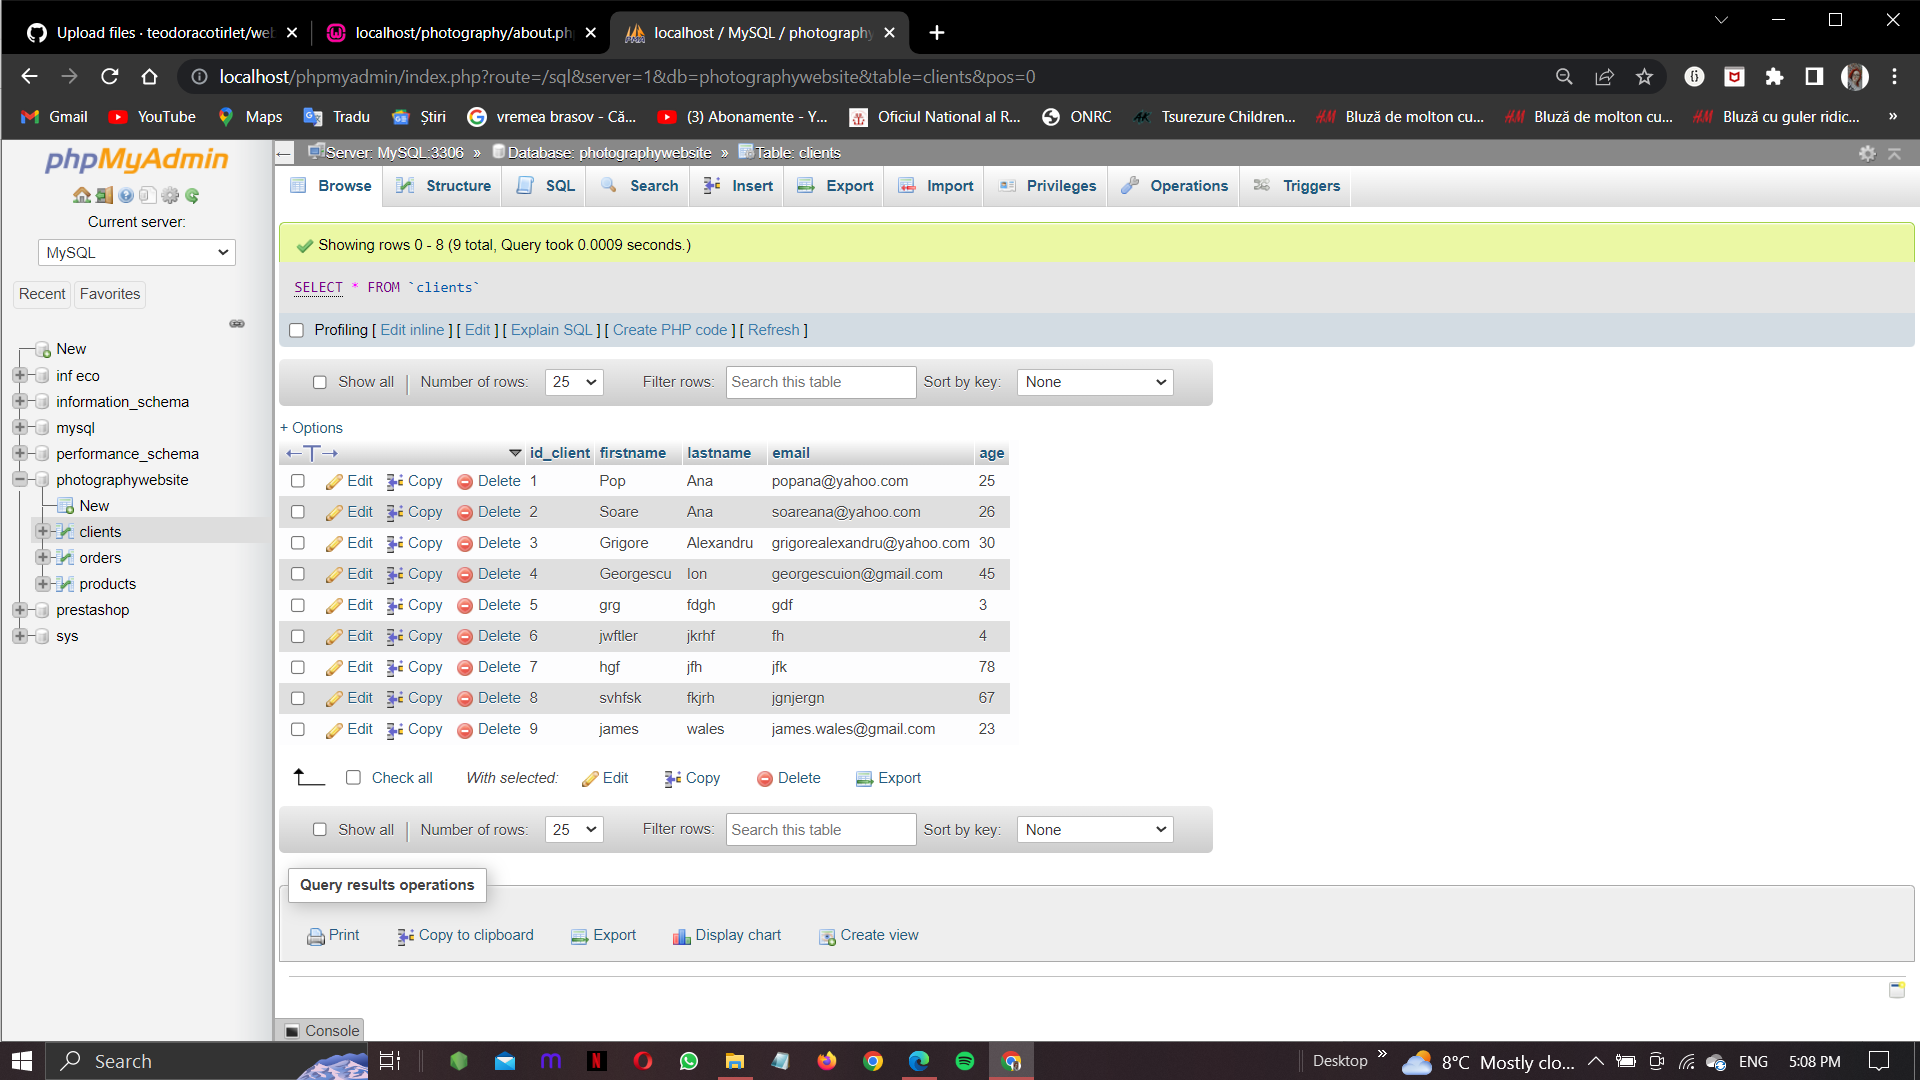 Upload files · teodoracotirlet/web
localhost/photography/about.php
localhost / MySQL / photography
localhost/phpmyadmin/index.php?route=/sql&server=1&db=photographywebsite&table=clients&pos=0
Gmail YouTube Maps Tradu Știri vremea brasov - Că... (3) Abonamente - Y... Oficiul Național al R... ONRC Tsurezure Children... Bluză de molton cu... Bluză de molton cu... Bluză cu guler ridic... »
phpMyAdmin
Current server:
MySQL
Recent Favorites
New
inf eco
information_schema
mysql
performance_schema
photographywebsite
New
clients
orders
products
prestashop
sys
Server: MySQL:3306 » Database: photographywebsite » Table: clients
Browse Structure SQL Search Insert Export Import Privileges Operations Triggers
Showing rows 0 - 8 (9 total, Query took 0.0009 seconds.)
SELECT * FROM `clients`
Profiling [ Edit inline ] [ Edit ] [ Explain SQL ] [ Create PHP code ] [ Refresh ]
Show all | Number of rows: 25 Filter rows: Search this table Sort by key: None
+ Options
←T→ id_client firstname lastname email age
Edit Copy Delete 1 Pop Ana popana@yahoo.com 25
Edit Copy Delete 2 Soare Ana soareana@yahoo.com 26
Edit Copy Delete 3 Grigore Alexandru grigorealexandru@yahoo.com 30
Edit Copy Delete 4 Georgescu Ion georgescuion@gmail.com 45
Edit Copy Delete 5 grg fdgh gdf 3
Edit Copy Delete 6 jwftler jkrhf fh 4
Edit Copy Delete 7 hgf jfh jfk 78
Edit Copy Delete 8 svhfsk fkjrh jgnjergn 67
Edit Copy Delete 9 james wales james.wales@gmail.com 23
Check all With selected: Edit Copy Delete Export
Show all | Number of rows: 25 Filter rows: Search this table Sort by key: None
Query results operations
Print Copy to clipboard Export Display chart Create view
Console
Search
Desktop » 8°C Mostly clo... ENG 5:08 PM